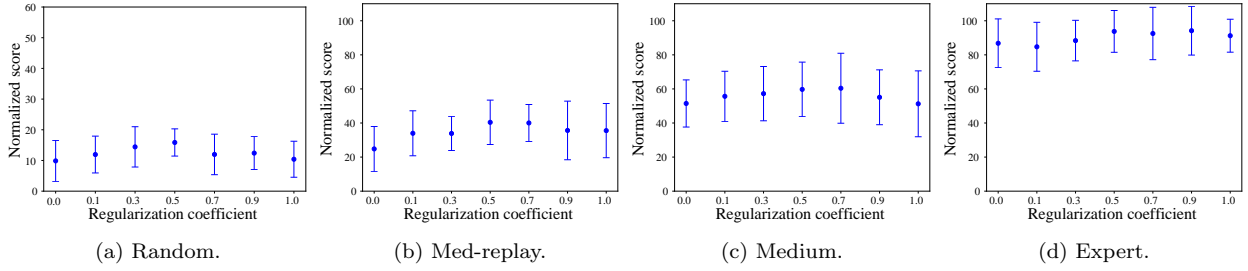 Normalized score
60
50
40
30
20
10
0
0.0 0.1 0.3 0.5 0.7 0.9 1.0
Regularization coefficient
(a) Random.
Normalized score
100
80
60
40
20
0
0.0 0.1 0.3 0.5 0.7 0.9 1.0
Regularization coefficient
(b) Med-replay.
Normalized score
100
80
60
40
20
0
0.0 0.1 0.3 0.5 0.7 0.9 1.0
Regularization coefficient
(c) Medium.
Normalized score
100
80
60
40
20
0
0.0 0.1 0.3 0.5 0.7 0.9 1.0
Regularization coefficient
(d) Expert.